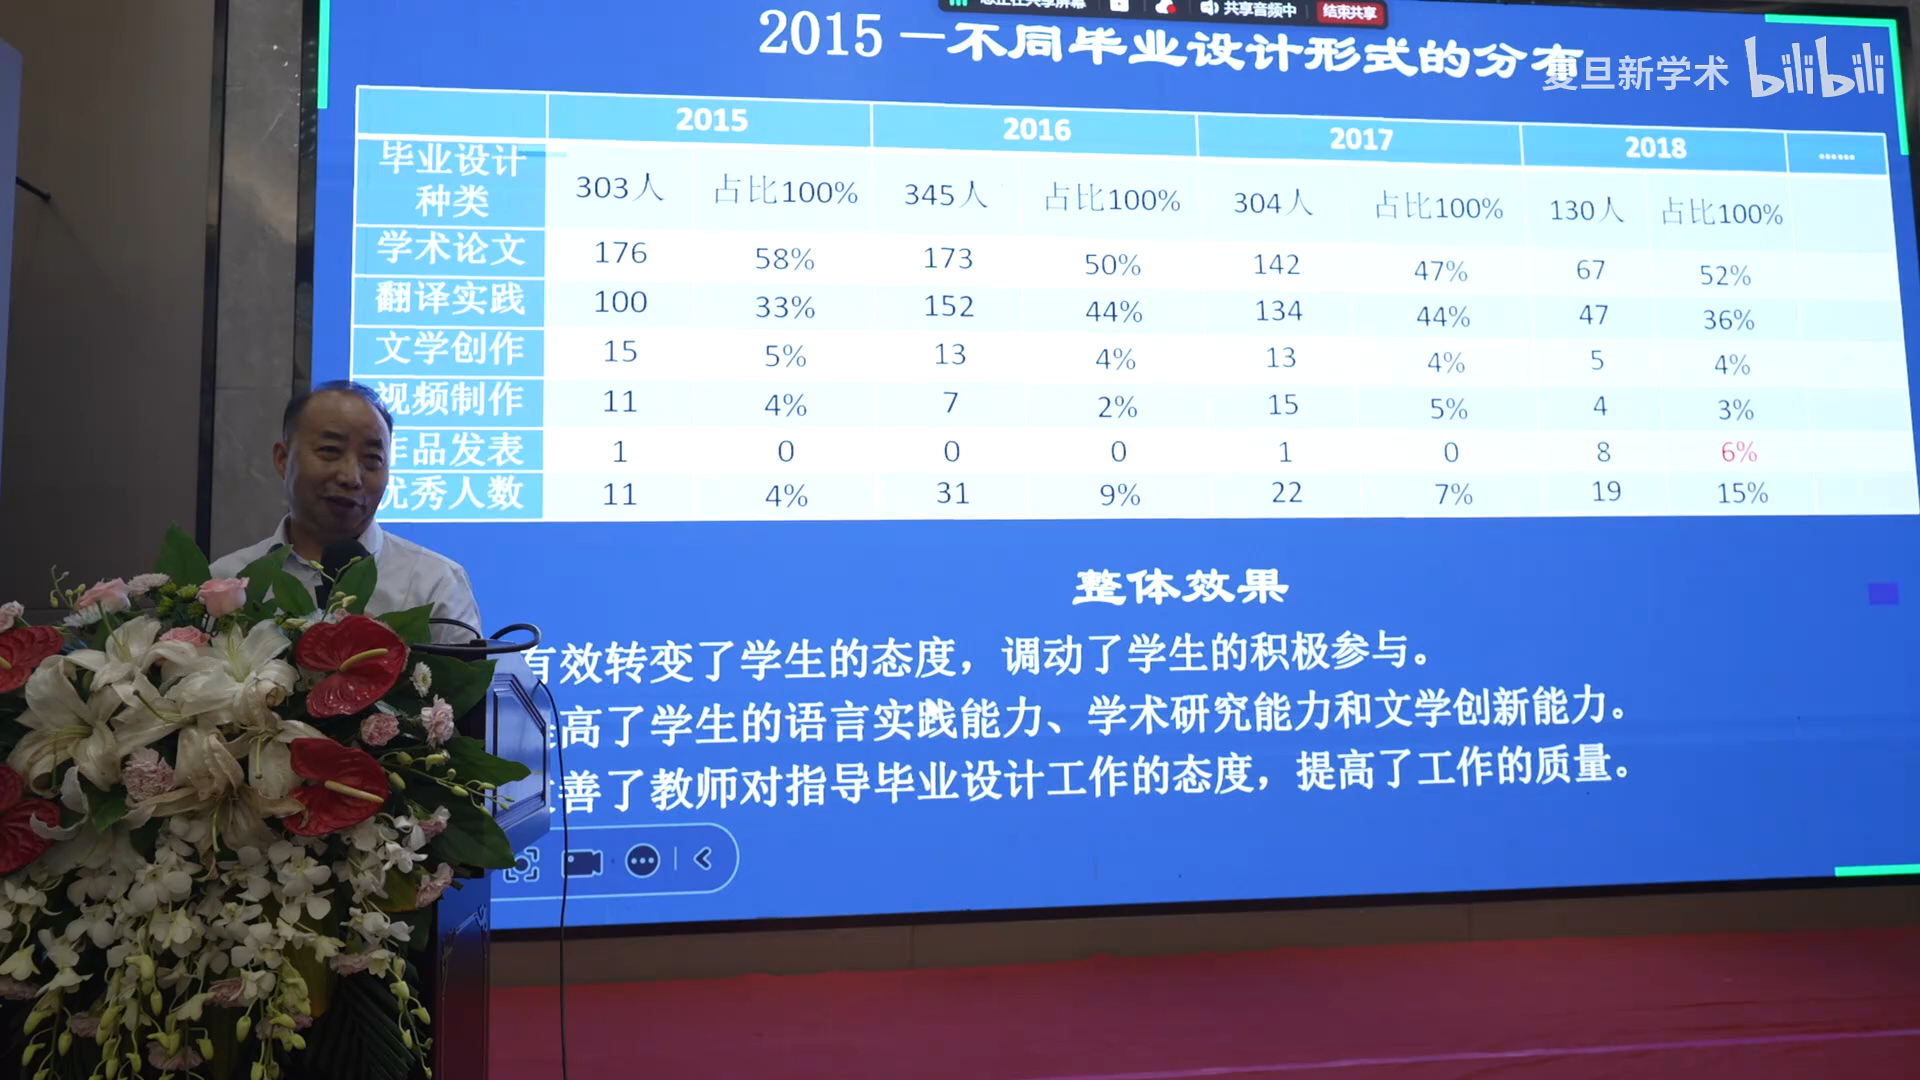 共享音频中 结束共享
2015—不同毕业设计形式的分布
复旦新学术 bilibili
2015 2016 2017 2018 ······
毕业设计
种类 303人 占比100% 345人 占比100% 304人 占比100% 130人 占比100%
学术论文 176 58% 173 50% 142 47% 67 52%
翻译实践 100 33% 152 44% 134 44% 47 36%
文学创作 15 5% 13 4% 13 4% 5 4%
视频制作 11 4% 7 2% 15 5% 4 3%
作品发表 1 0 0 0 1 0 8 6%
优秀人数 11 4% 31 9% 22 7% 19 15%
整体效果
有效转变了学生的态度，调动了学生的积极参与。
提高了学生的语言实践能力、学术研究能力和文学创新能力。
善了教师对指导毕业设计工作的态度，提高了工作的质量。